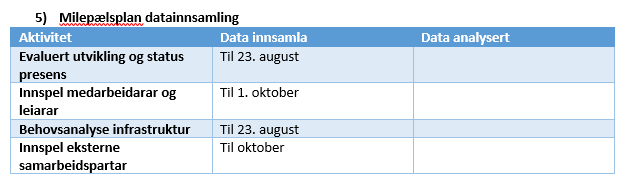 5) Milepælsplan datainnsamling
Aktivitet Data innsamla Data analysert
Evaluert utvikling og status Til 23. august
presens
Innspel medarbeidarar og Til 1. oktober
leiarar
Behovsanalyse infrastruktur Til 23. august
Innspel eksterne Til oktober
samarbeidspartar